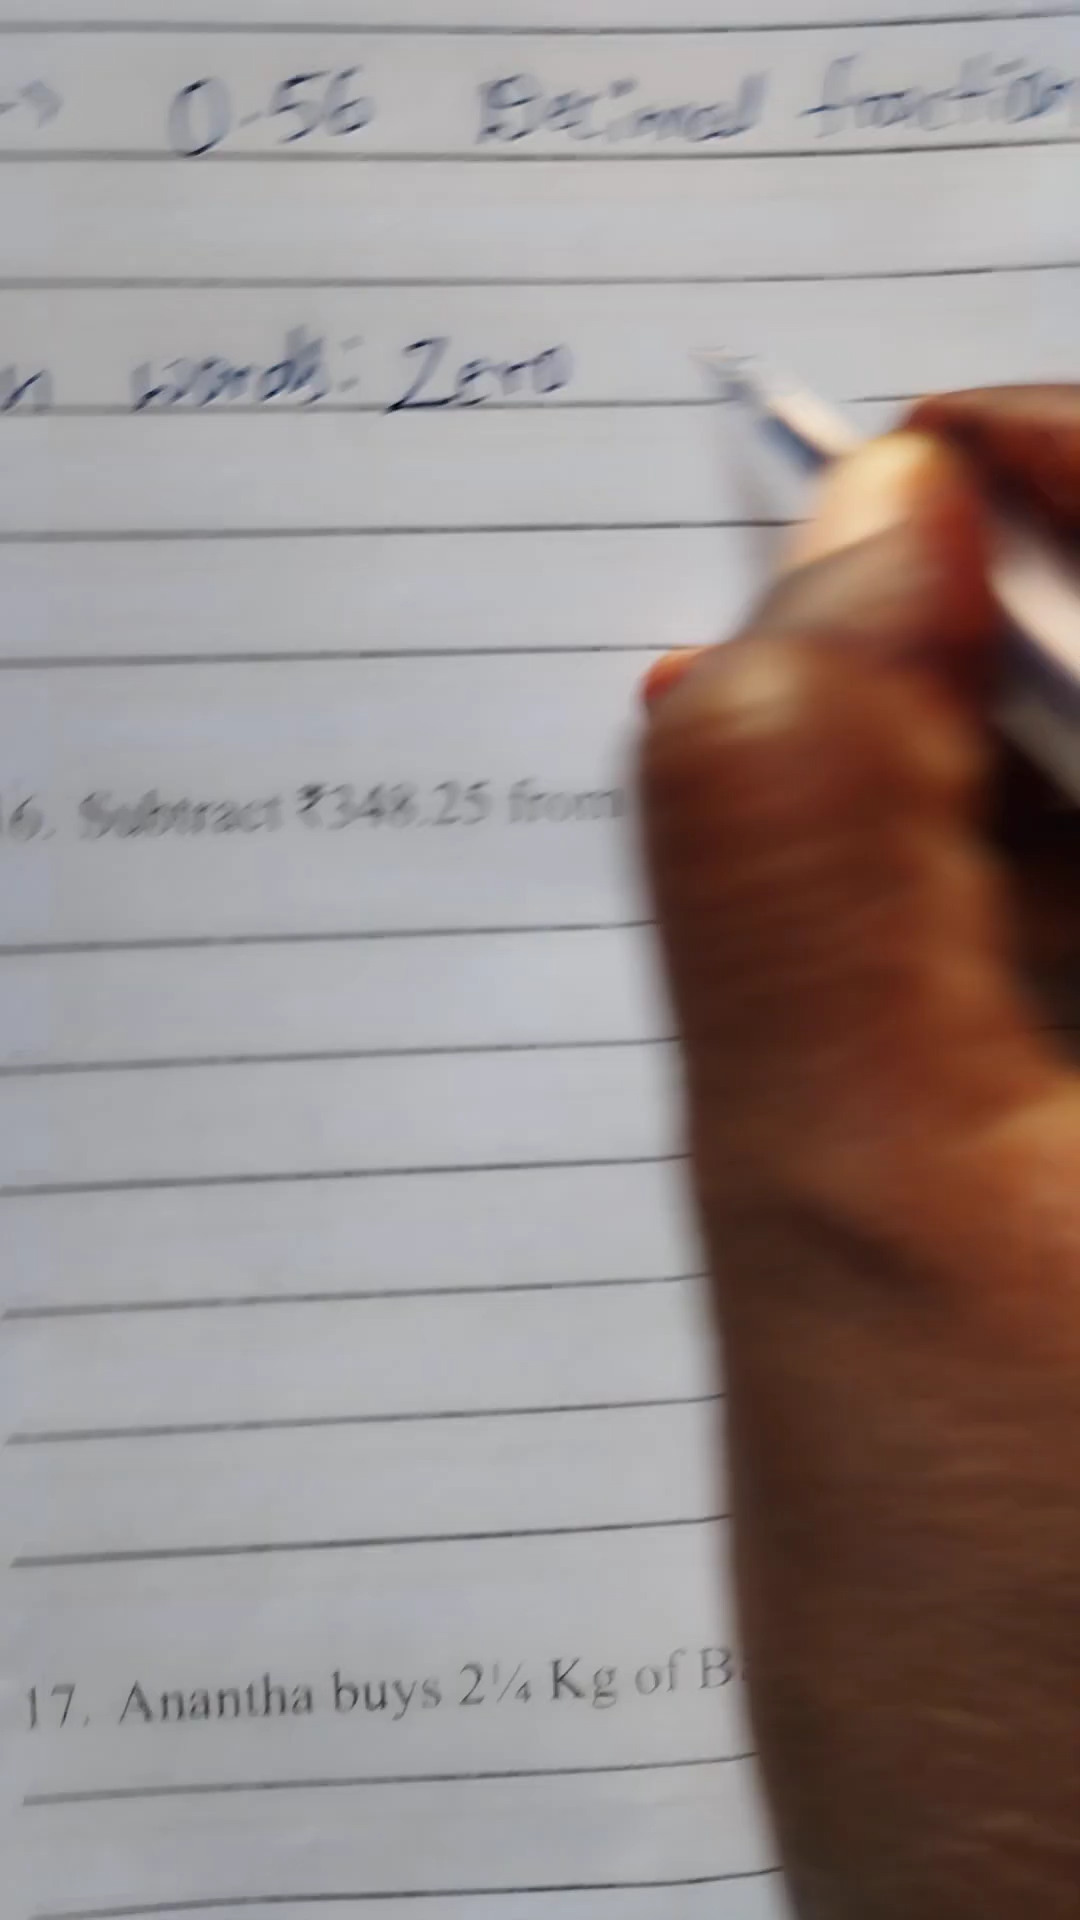 → 0.56 Decimal fraction
words: Zero
6. Subtract ₹348.25 from
17. Anantha buys 2¼ Kg of B